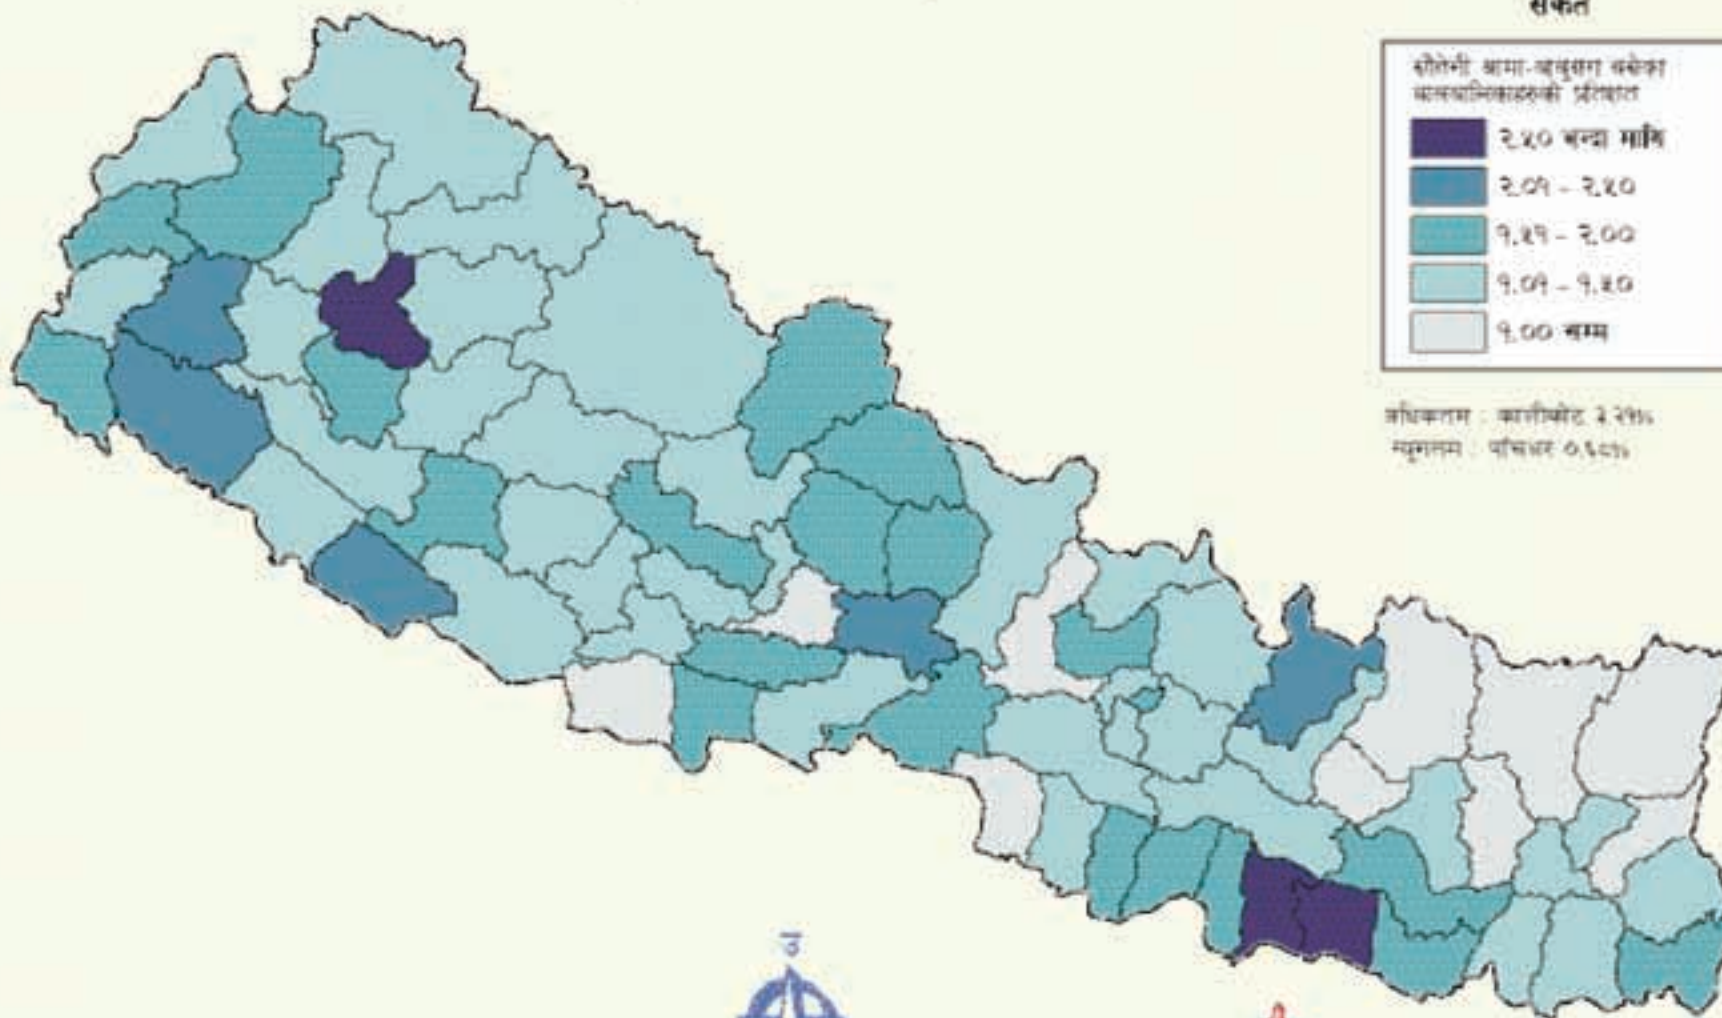 संकेत
सौतेनी आमा-बाबुसंग बसेका
बालबालिकाहरुको प्रतिशत
२.५० भन्दा माथि
२.०१ - २.५०
१.५१ - २.००
१.०१ - १.५०
१.०० सम्म
अधिकतम : कालीकोट ३.२१%
न्यूनतम : पाँचथर ०.६८%
उ